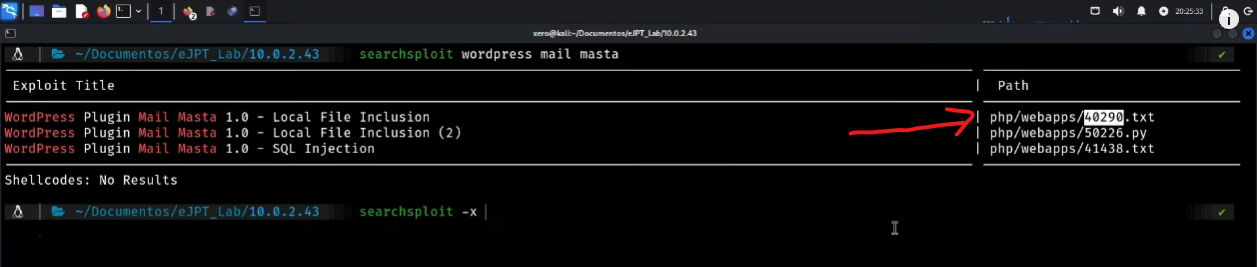 1 2 20:25:33
xero@kali:~/Documentos/eJPT_Lab/10.0.2.43
~/Documentos/eJPT_Lab/10.0.2.43 searchsploit wordpress mail masta
Exploit Title | Path
WordPress Plugin Mail Masta 1.0 - Local File Inclusion | php/webapps/40290.txt
WordPress Plugin Mail Masta 1.0 - Local File Inclusion (2) | php/webapps/50226.py
WordPress Plugin Mail Masta 1.0 - SQL Injection | php/webapps/41438.txt
Shellcodes: No Results
~/Documentos/eJPT_Lab/10.0.2.43 searchsploit -x